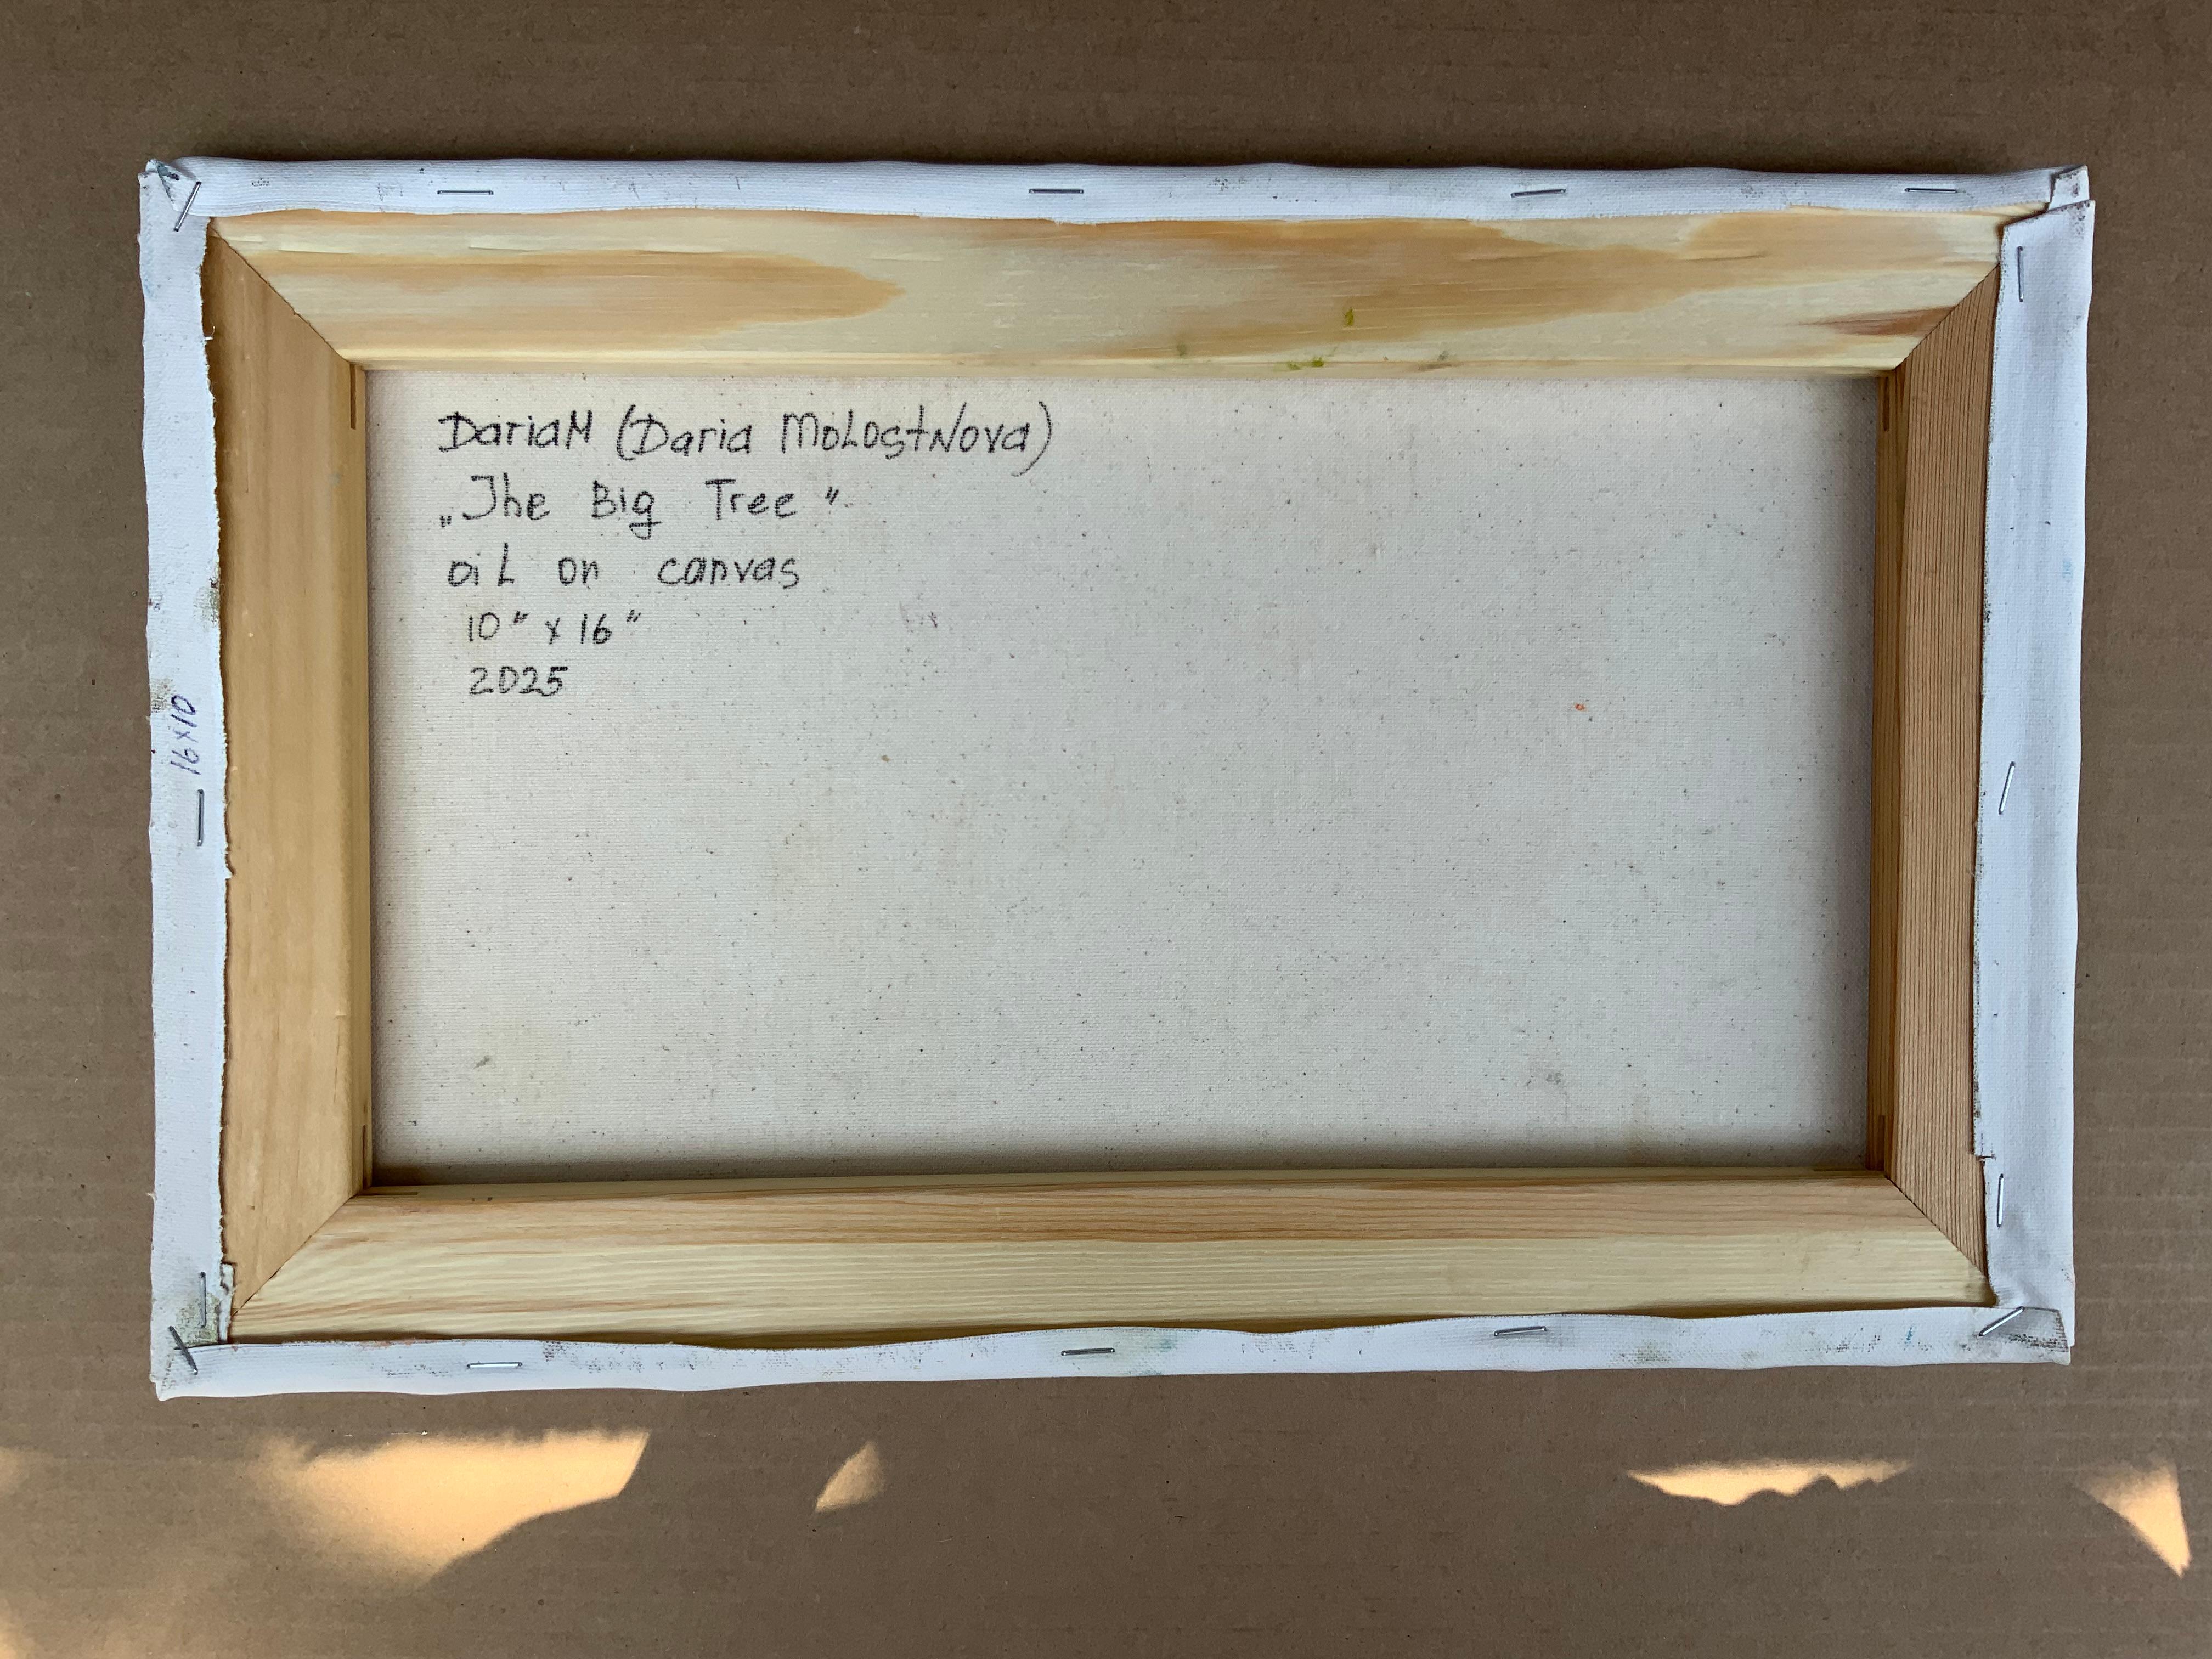 DariaM (Daria Molostnova)
„The Big Tree"
oil on canvas
10" x 16"
2025
16x10